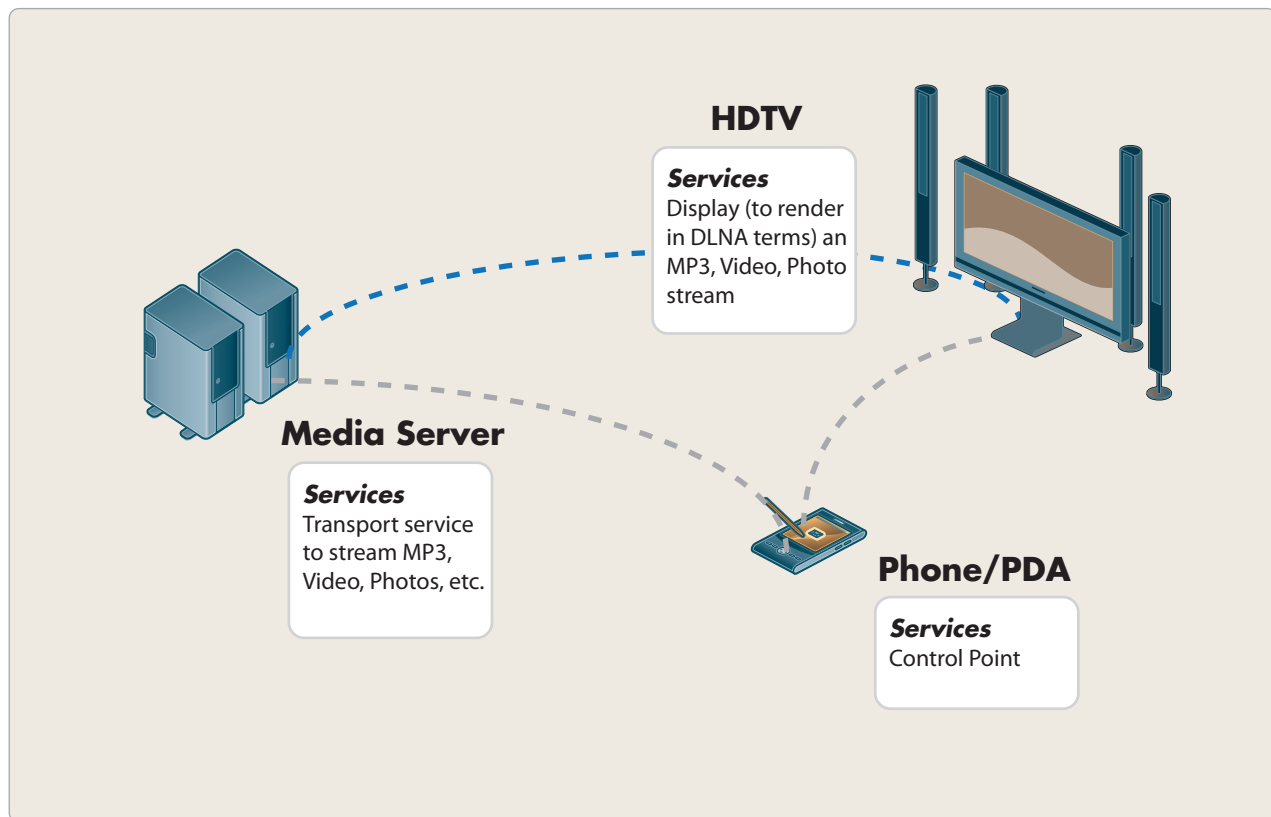 HDTV
Services
Display (to render
in DLNA terms) an
MP3, Video, Photo
stream
Media Server
Services
Transport service
to stream MP3,
Video, Photos, etc.
Phone/PDA
Services
Control Point